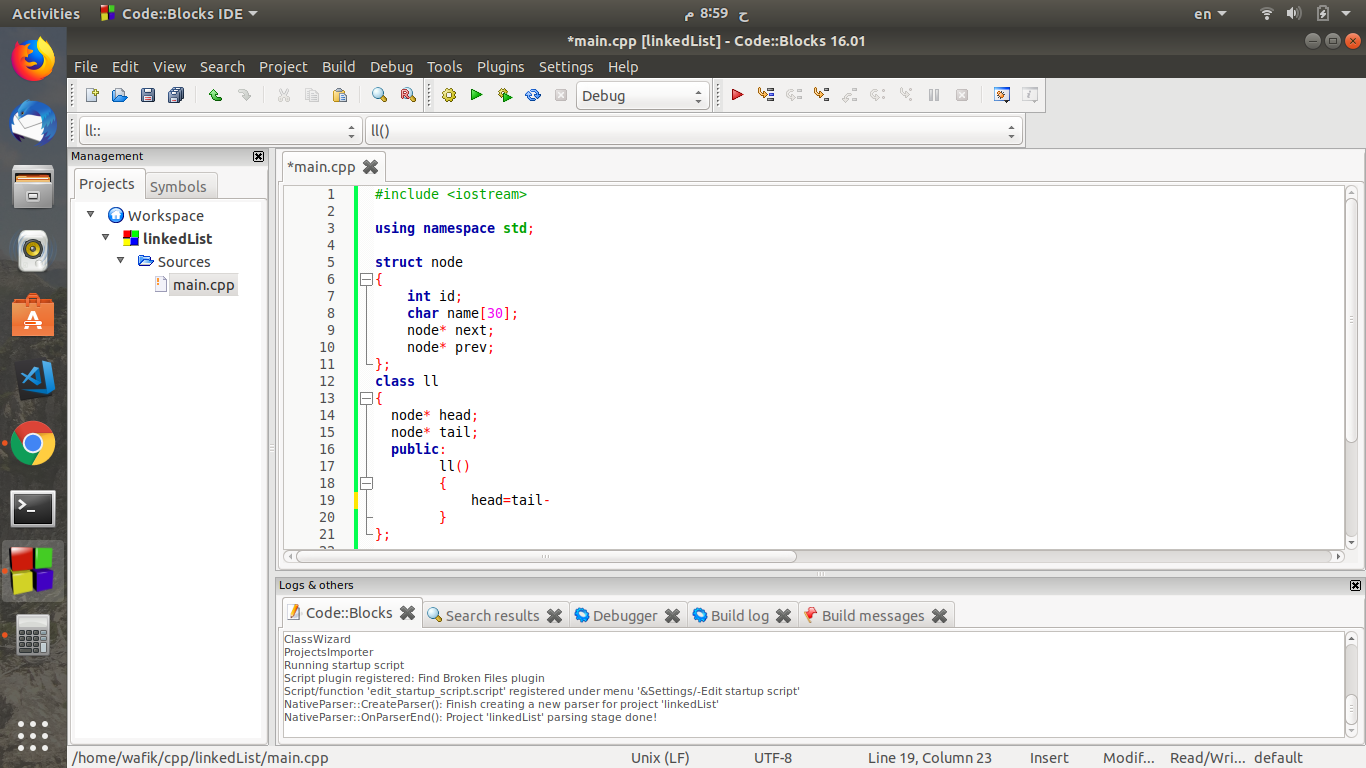 Activities Code::Blocks IDE ح 8:59 م en
*main.cpp [linkedList] - Code::Blocks 16.01
File Edit View Search Project Build Debug Tools Plugins Settings Help
Debug
ll:: ll()
Management
Projects Symbols
Workspace
linkedList
Sources
main.cpp
*main.cpp
1 #include <iostream>
2
3 using namespace std;
4
5 struct node
6 {
7 int id;
8 char name[30];
9 node* next;
10 node* prev;
11 };
12 class ll
13 {
14 node* head;
15 node* tail;
16 public:
17 ll()
18 {
19 head=tail-
20 }
21 };
Logs & others
Code::Blocks Search results Debugger Build log Build messages
ClassWizard
ProjectsImporter
Running startup script
Script plugin registered: Find Broken Files plugin
Script/function 'edit_startup_script.script' registered under menu '&Settings/-Edit startup script'
NativeParser::CreateParser(): Finish creating a new parser for project 'linkedList'
NativeParser::OnParserEnd(): Project 'linkedList' parsing stage done!
/home/wafik/cpp/linkedList/main.cpp Unix (LF) UTF-8 Line 19, Column 23 Insert Modif... Read/Wri... default